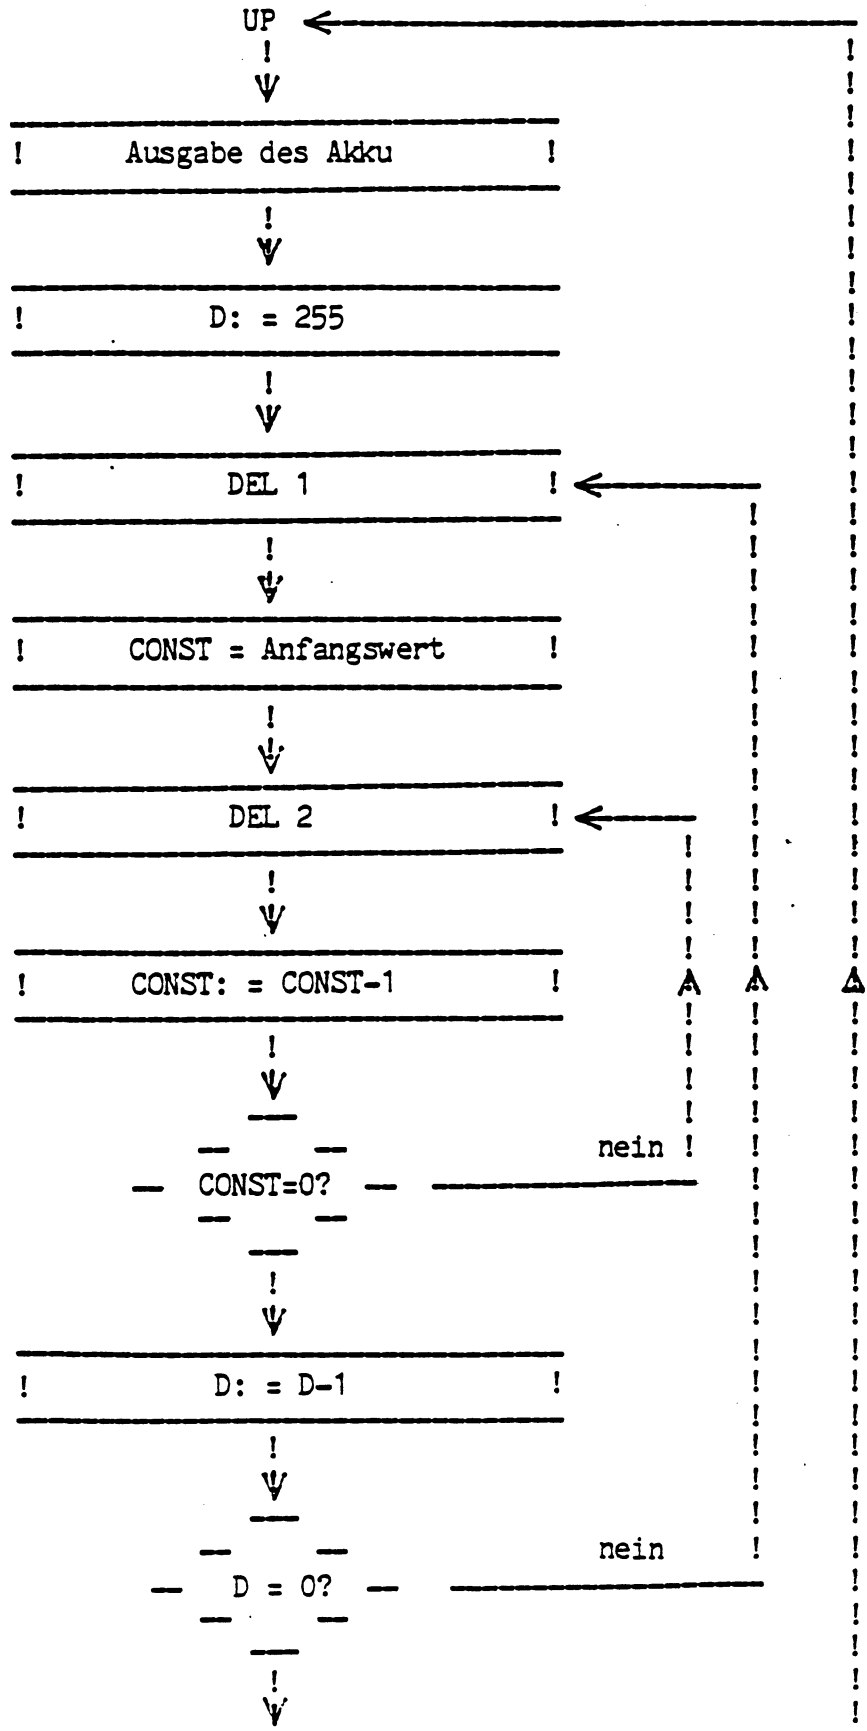 UP
Ausgabe des Akku
D: = 255
DEL 1
CONST = Anfangswert
DEL 2
CONST: = CONST-1
nein
CONST=0?
D: = D-1
nein
D = 0?